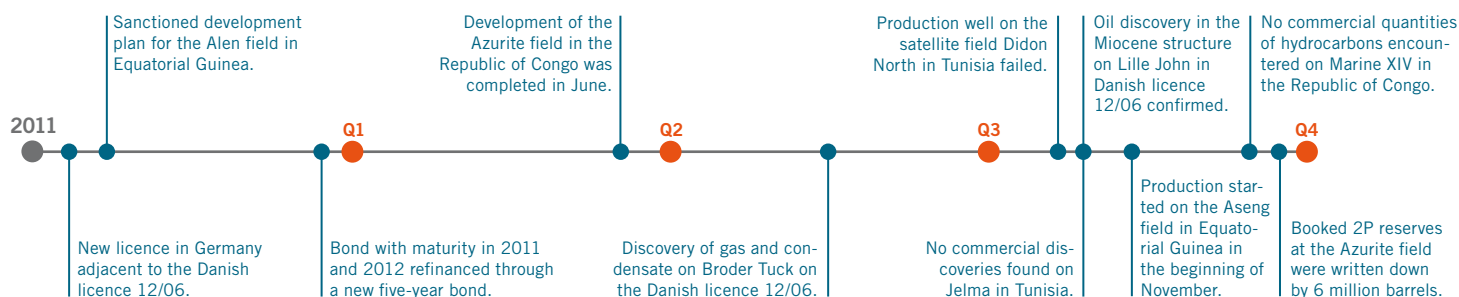 Sanctioned development
plan for the Alen field in
Equatorial Guinea.
Development of the
Azurite field in the
Republic of Congo was
completed in June.
Production well on the
satellite field Didon
North in Tunisia failed.
Oil discovery in the
Miocene structure
on Lille John in
Danish licence
12/06 confirmed.
No commercial quantities
of hydrocarbons encoun-
tered on Marine XIV in
the Republic of Congo.
2011
Q1
Q2
Q3
Q4
New licence in Germany
adjacent to the Danish
licence 12/06.
Bond with maturity in 2011
and 2012 refinanced through
a new five-year bond.
Discovery of gas and con-
densate on Broder Tuck on
the Danish licence 12/06.
No commercial dis-
coveries found on
Jelma in Tunisia.
Production star-
ted on the Aseng
field in Equato-
rial Guinea in
the beginning of
November.
Booked 2P reserves
at the Azurite field
were written down
by 6 million barrels.